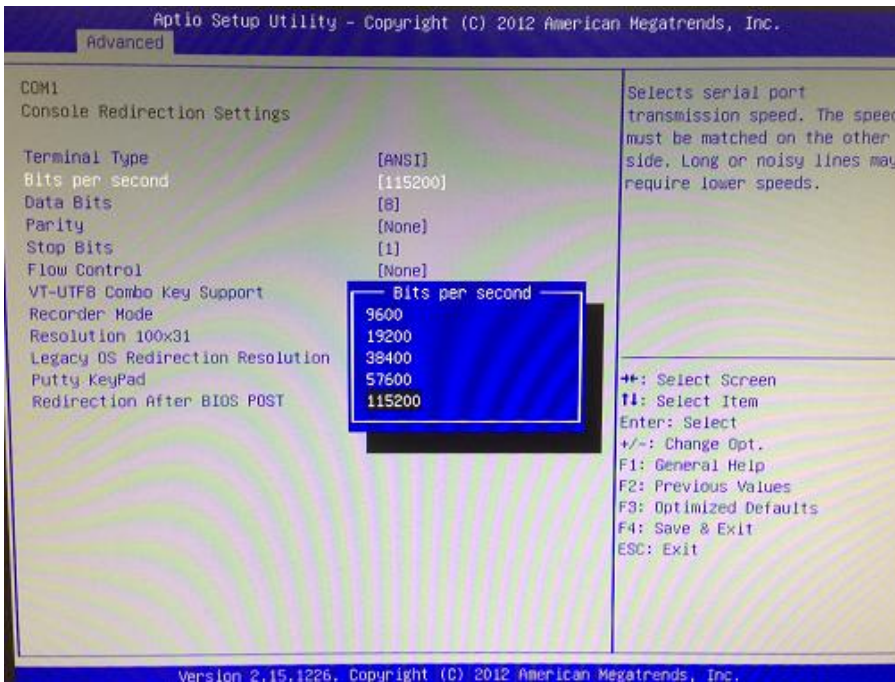 Aptio Setup Utility – Copyright (C) 2012 American Megatrends, Inc.
Advanced
COM1
Console Redirection Settings
Terminal Type [ANSI]
Bits per second [115200]
Data Bits [8]
Parity [None]
Stop Bits [1]
Flow Control [None]
VT-UTF8 Combo Key Support
Recorder Mode
Resolution 100x31
Legacy OS Redirection Resolution
Putty KeyPad
Redirection After BIOS POST
Bits per second
9600
19200
38400
57600
115200
Selects serial port
transmission speed. The speed
must be matched on the other
side. Long or noisy lines may
require lower speeds.
→←: Select Screen
↑↓: Select Item
Enter: Select
+/-: Change Opt.
F1: General Help
F2: Previous Values
F3: Optimized Defaults
F4: Save & Exit
ESC: Exit
Version 2.15.1226. Copyright (C) 2012 American Megatrends, Inc.